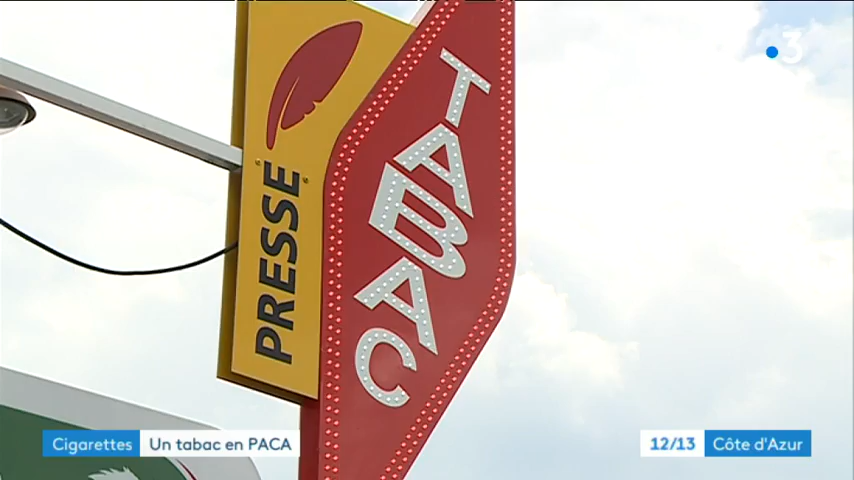 3
PRESSE
TABAC
Cigarettes
Un tabac en PACA
12/13
Côte d'Azur